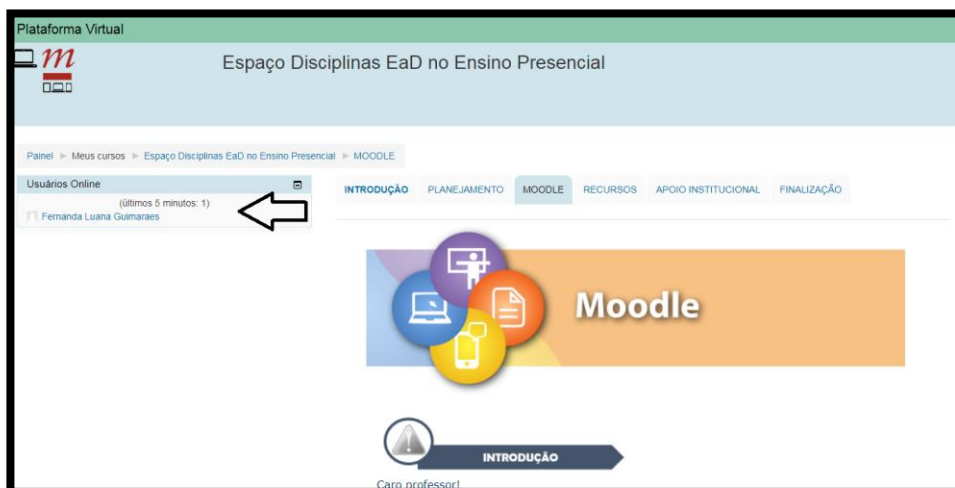 Plataforma Virtual
m
Espaço Disciplinas EaD no Ensino Presencial
Painel ► Meus cursos ► Espaço Disciplinas EaD no Ensino Presencial ► MOODLE
Usuários Online
(últimos 5 minutos: 1)
Fernanda Luana Guimaraes
INTRODUÇÃO PLANEJAMENTO MOODLE RECURSOS APOIO INSTITUCIONAL FINALIZAÇÃO
Moodle
INTRODUÇÃO
Caro professor!